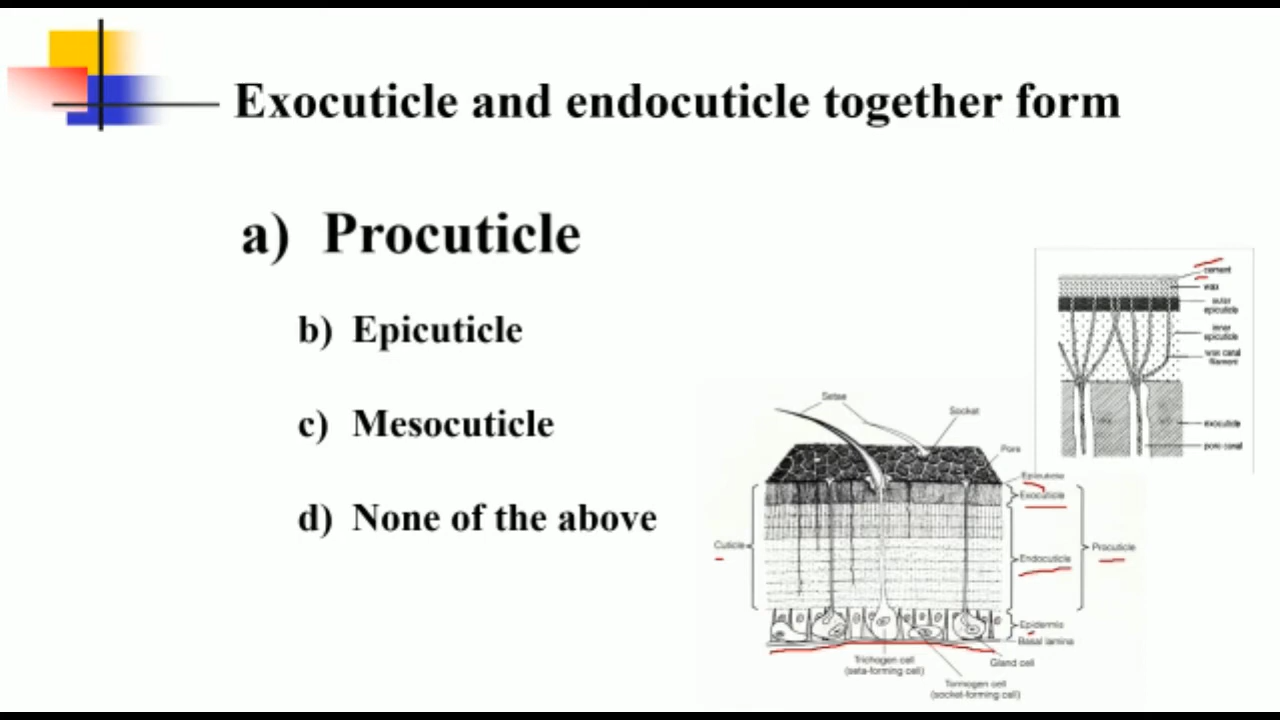 Exocuticle and endocuticle together form
a) Procuticle
b) Epicuticle
c) Mesocuticle
d) None of the above
cement
wax
outer
epicuticle
inner
epicuticle
wax canal
filament
exocuticle
pore canal
Setae
Socket
Pore
Epicuticle
Exocuticle
Cuticle
Endocuticle
Procuticle
Epidermis
Basal lamina
Trichogen cell
(seta-forming cell)
Gland cell
Tormogen cell
(socket-forming cell)